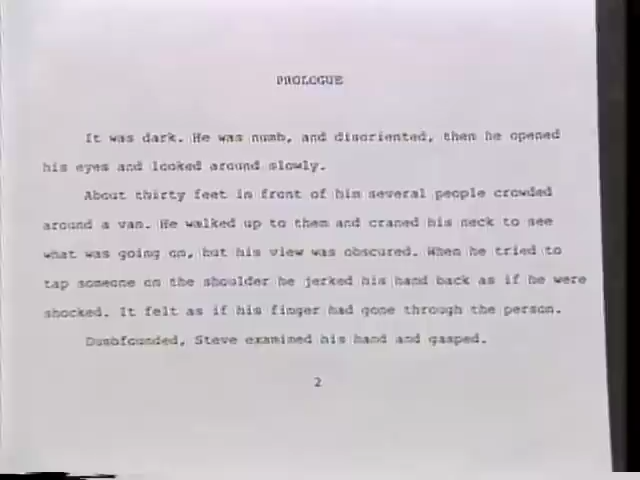 PROLOGUE
It was dark. He was numb, and disoriented, then he opened
his eyes and looked around slowly.
About thirty feet in front of him several people crowded
around a van. He walked up to them and craned his neck to see
what was going on, but his view was obscured. When he tried to
tap someone on the shoulder he jerked his hand back as if he were
shocked. It felt as if his finger had gone through the person.
Dumbfounded, Steve examined his hand and gasped.
2